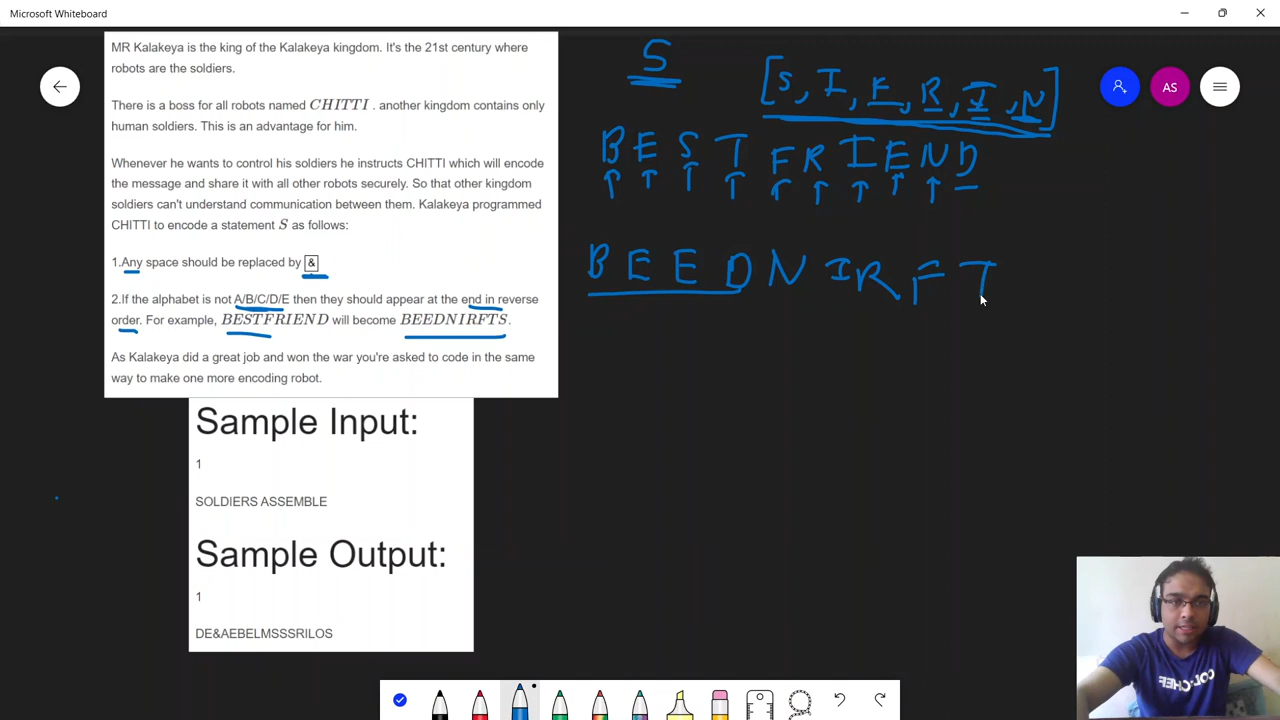 Microsoft Whiteboard
MR Kalakeya is the king of the Kalakeya kingdom. It's the 21st century where
robots are the soldiers.
There is a boss for all robots named CHITTI . another kingdom contains only
human soldiers. This is an advantage for him.
Whenever he wants to control his soldiers he instructs CHITTI which will encode
the message and share it with all other robots securely. So that other kingdom
soldiers can't understand communication between them. Kalakeya programmed
CHITTI to encode a statement S as follows:
1.Any space should be replaced by &
2.If the alphabet is not A/B/C/D/E then they should appear at the end in reverse
order. For example, BESTFRIEND will become BEEDNIRFTS.
As Kalakeya did a great job and won the war you're asked to code in the same
way to make one more encoding robot.
Sample Input:
1
SOLDIERS ASSEMBLE
Sample Output:
1
DE&AEBELMSSSRILOS
S
[S, T, F, R, I, N]
B E S T F R I E N D
B E E D N I R F T
AS